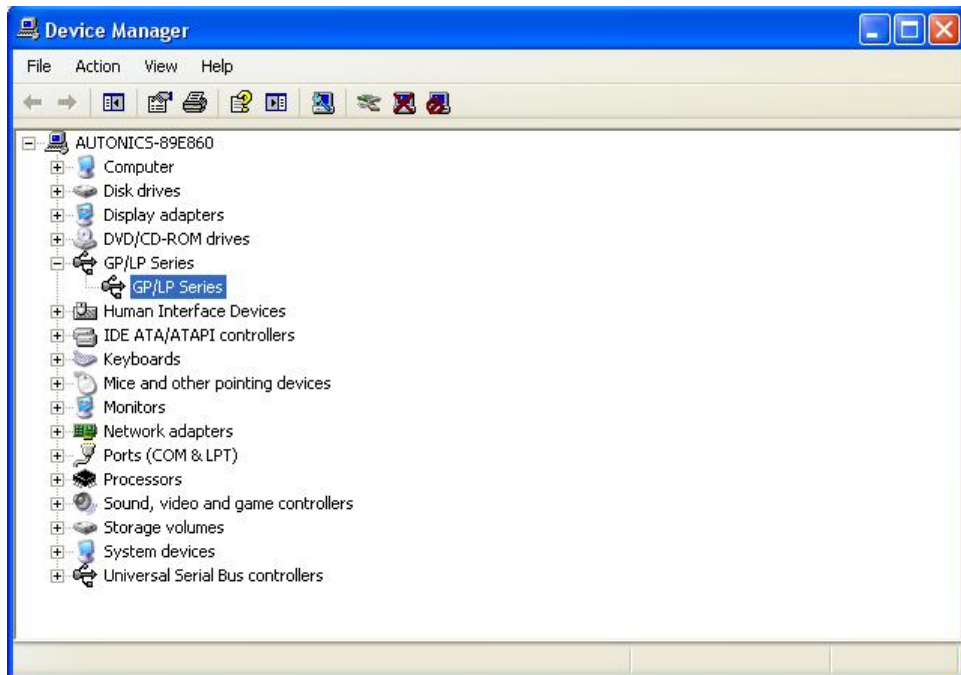 Device Manager
File Action View Help
AUTONICS-89E860
Computer
Disk drives
Display adapters
DVD/CD-ROM drives
GP/LP Series
GP/LP Series
Human Interface Devices
IDE ATA/ATAPI controllers
Keyboards
Mice and other pointing devices
Monitors
Network adapters
Ports (COM & LPT)
Processors
Sound, video and game controllers
Storage volumes
System devices
Universal Serial Bus controllers